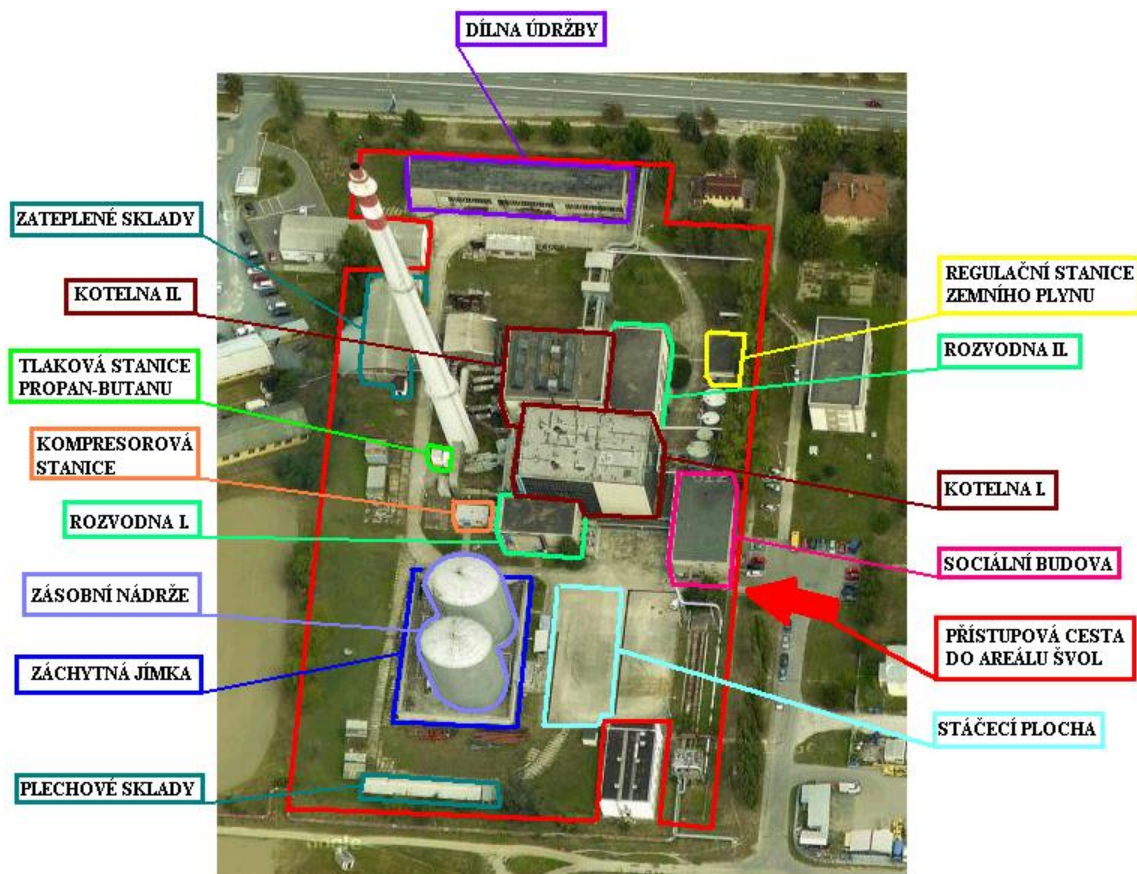 DÍLNA ÚDRŽBY
ZATEPLENÉ SKLADY
KOTELNA II.
TLAKOVÁ STANICE
PROPAN-BUTANU
KOMPRESOROVÁ
STANICE
ROZVODNA I.
ZÁSOBNÍ NÁDRŽE
ZÁCHYTNÁ JÍMKA
PLECHOVÉ SKLADY
REGULAČNÍ STANICE
ZEMNÍHO PLYNU
ROZVODNA II.
KOTELNA I.
SOCIÁLNÍ BUDOVA
PŘÍSTUPOVÁ CESTA
DO AREÁLU ŠVOL
STÁČECÍ PLOCHA